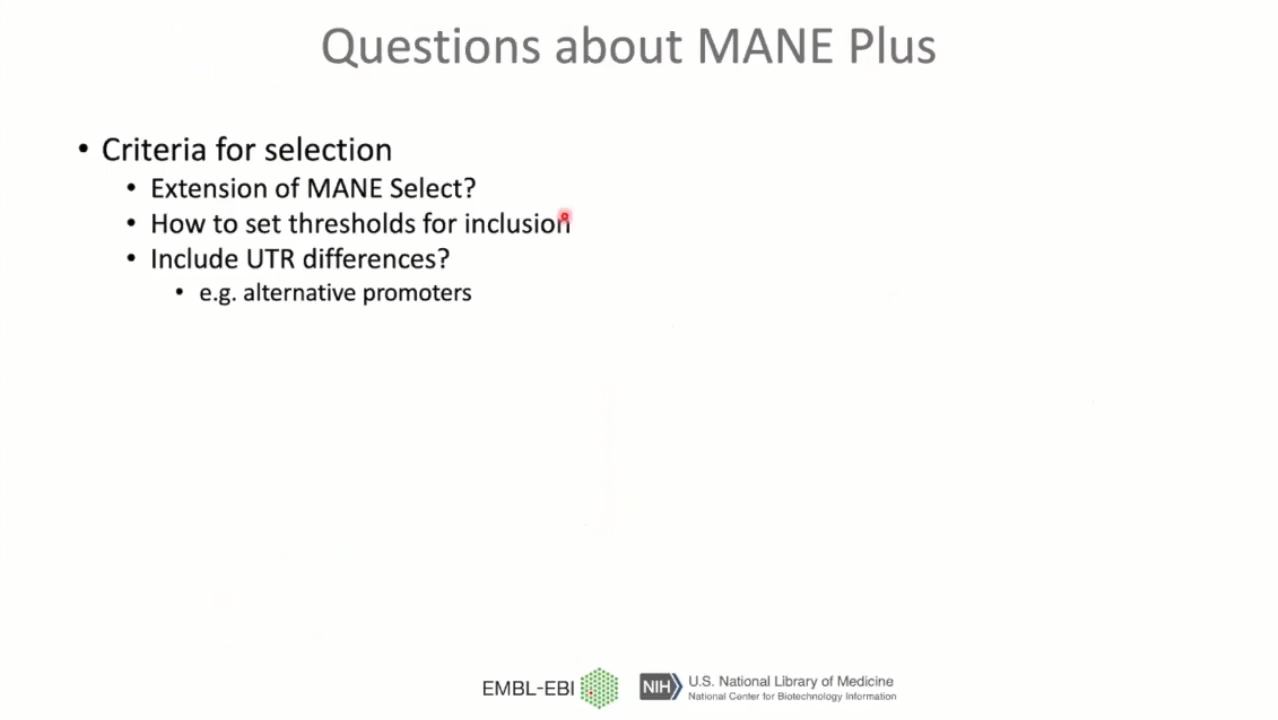 Questions about MANE Plus
• Criteria for selection
• Extension of MANE Select?
• How to set thresholds for inclusion
• Include UTR differences?
• e.g. alternative promoters
EMBL-EBI
NIH
U.S. National Library of Medicine
National Center for Biotechnology Information